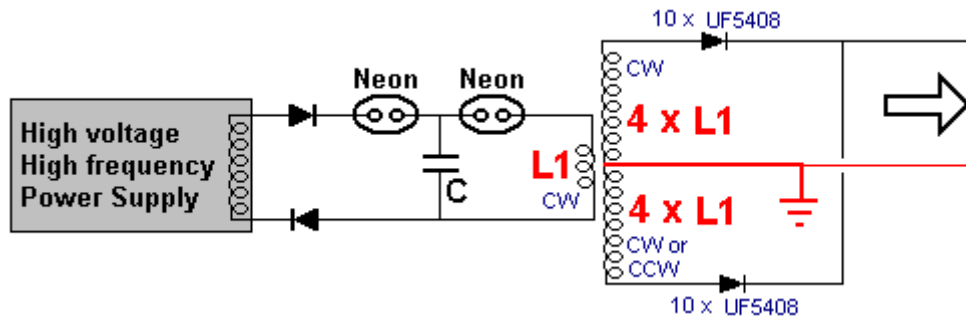 10 x UF5408
Neon
Neon
CW
High voltage
High frequency
Power Supply
4 x L1
L1
C
CW
4 x L1
CW or
CCW
10 x UF5408